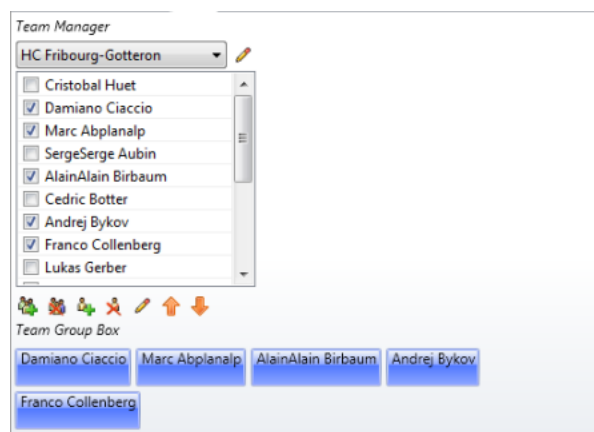 Team Manager
HC Fribourg-Gotteron
Cristobal Huet
Damiano Ciaccio
Marc Abplanalp
SergeSerge Aubin
AlainAlain Birbaum
Cedric Botter
Andrej Bykov
Franco Collenberg
Lukas Gerber
Team Group Box
Damiano Ciaccio Marc Abplanalp AlainAlain Birbaum Andrej Bykov
Franco Collenberg